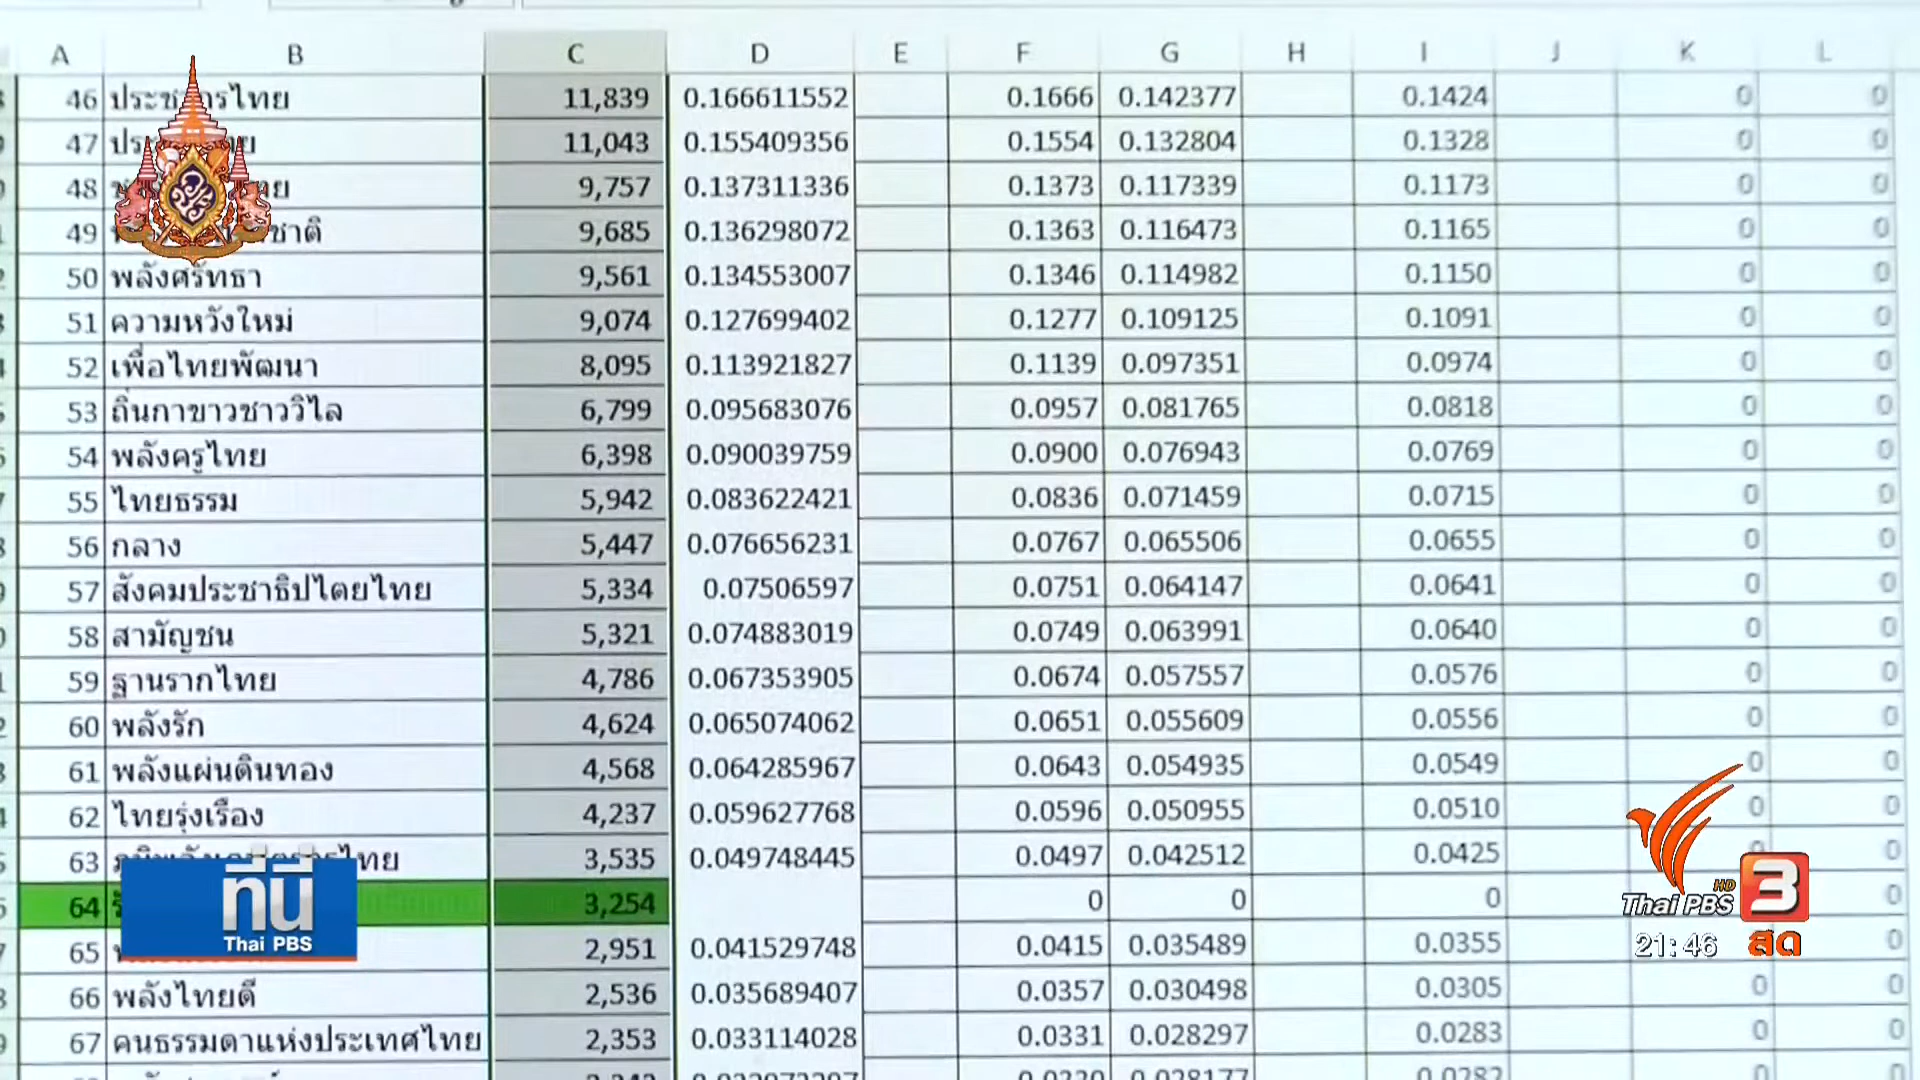 A B C D E F G H I J K L
46 11,839 0.166611552 0.1666 0.142377 0.1424 0 0
47 11,043 0.155409356 0.1554 0.132804 0.1328 0 0
48 9,757 0.137311336 0.1373 0.117339 0.1173 0 0
49 9,685 0.136298072 0.1363 0.116473 0.1165 0 0
50 พลังศรัทธา 9,561 0.134553007 0.1346 0.114982 0.1150 0 0
51 ความหวังใหม่ 9,074 0.127699402 0.1277 0.109125 0.1091 0 0
52 เพื่อไทยพัฒนา 8,095 0.113921827 0.1139 0.097351 0.0974 0 0
53 ถิ่นกาขาวชาววิไล 6,799 0.095683076 0.0957 0.081765 0.0818 0 0
54 พลังครูไทย 6,398 0.090039759 0.0900 0.076943 0.0769 0 0
55 ไทยธรรม 5,942 0.083622421 0.0836 0.071459 0.0715 0 0
56 กลาง 5,447 0.076656231 0.0767 0.065506 0.0655 0 0
57 สังคมประชาธิปไตยไทย 5,334 0.07506597 0.0751 0.064147 0.0641 0 0
58 สามัญชน 5,321 0.074883019 0.0749 0.063991 0.0640 0 0
59 ฐานรากไทย 4,786 0.067353905 0.0674 0.057557 0.0576 0 0
60 พลังรัก 4,624 0.065074062 0.0651 0.055609 0.0556 0 0
61 พลังแผ่นดินทอง 4,568 0.064285967 0.0643 0.054935 0.0549 0 0
62 ไทยรุ่งเรือง 4,237 0.059627768 0.0596 0.050955 0.0510 0 0
63 3,535 0.049748445 0.0497 0.042512 0.0425 0
64 3,254 0 0 0 0
65 2,951 0.041529748 0.0415 0.035489 0.0355 0
66 พลังไทยดี 2,536 0.035689407 0.0357 0.030498 0.0305 0 0
67 คนธรรมดาแห่งประเทศไทย 2,353 0.033114028 0.0331 0.028297 0.0283 0 0
ที่นี่
Thai PBS
Thai PBS HD 3
21:46 สด